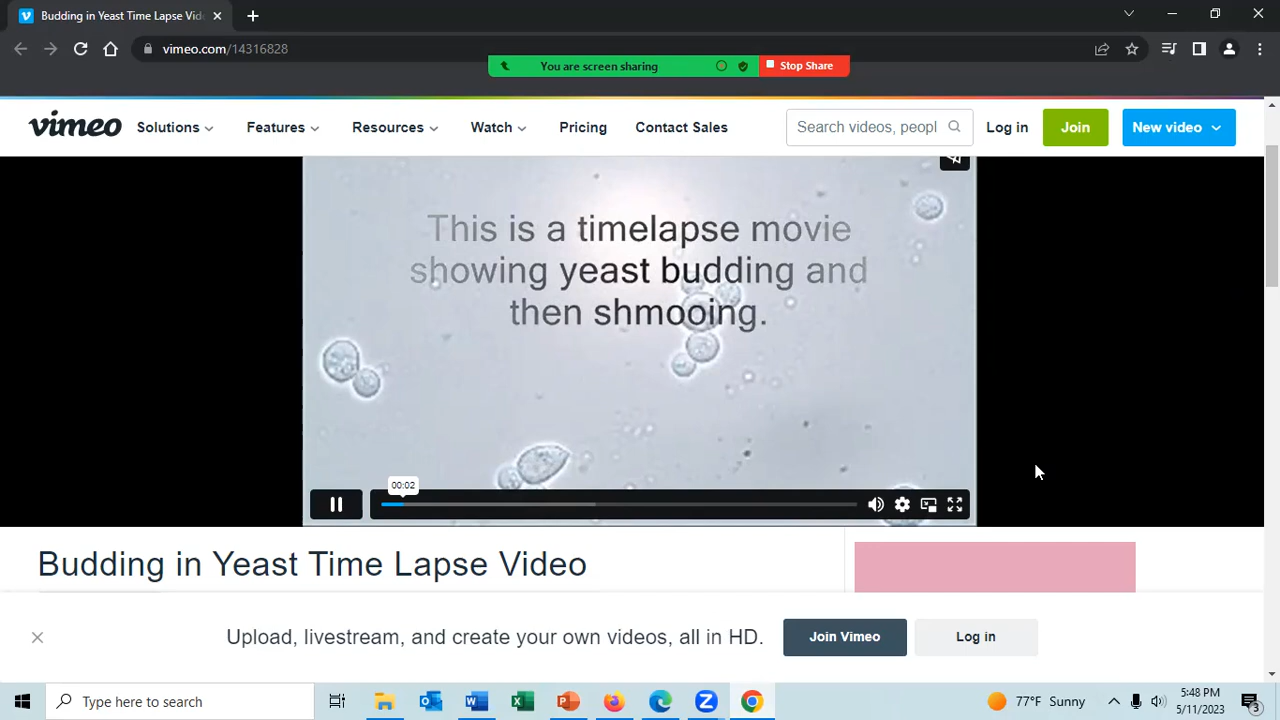 Budding in Yeast Time Lapse Vid
vimeo.com/14316828
You are screen sharing
Stop Share
vimeo
Solutions
Features
Resources
Watch
Pricing
Contact Sales
Search videos, peopl
Log in
Join
New video
This is a timelapse movie
showing yeast budding and
then shmooing.
00:02
Budding in Yeast Time Lapse Video
Upload, livestream, and create your own videos, all in HD.
Join Vimeo
Log in
Type here to search
77°F Sunny
5:48 PM
5/11/2023
3